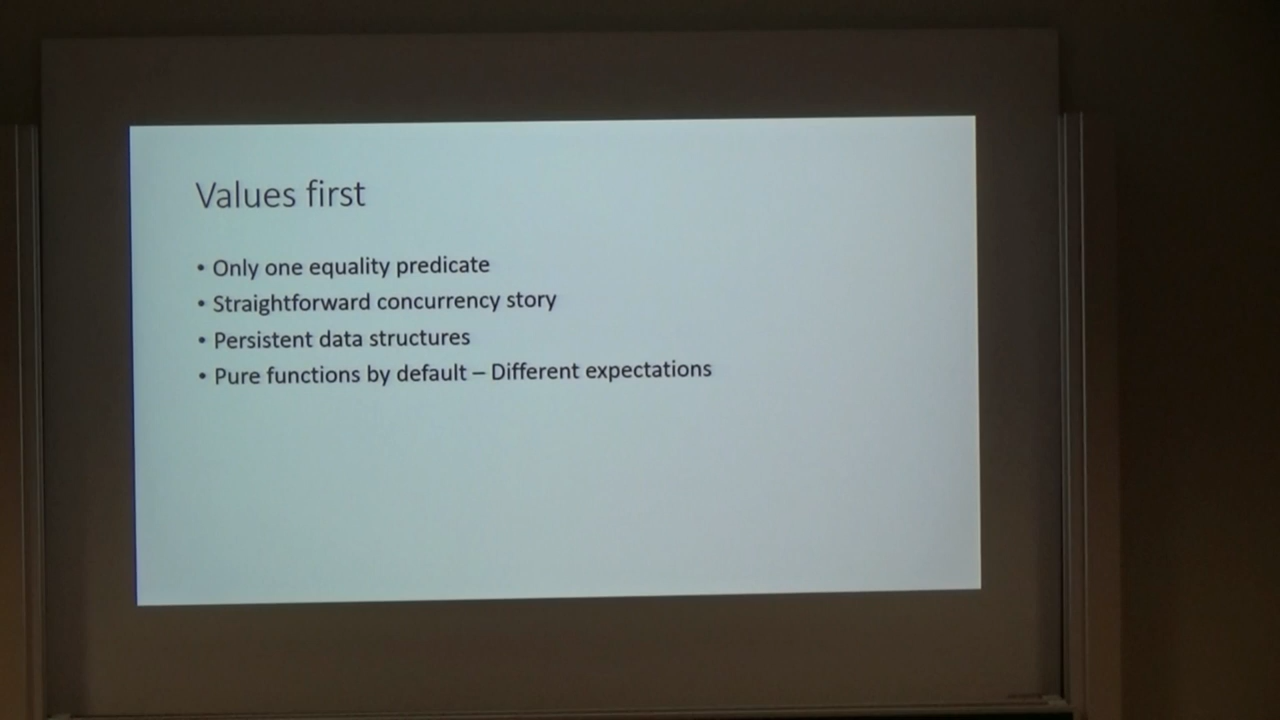 Values first
• Only one equality predicate
• Straightforward concurrency story
• Persistent data structures
• Pure functions by default – Different expectations